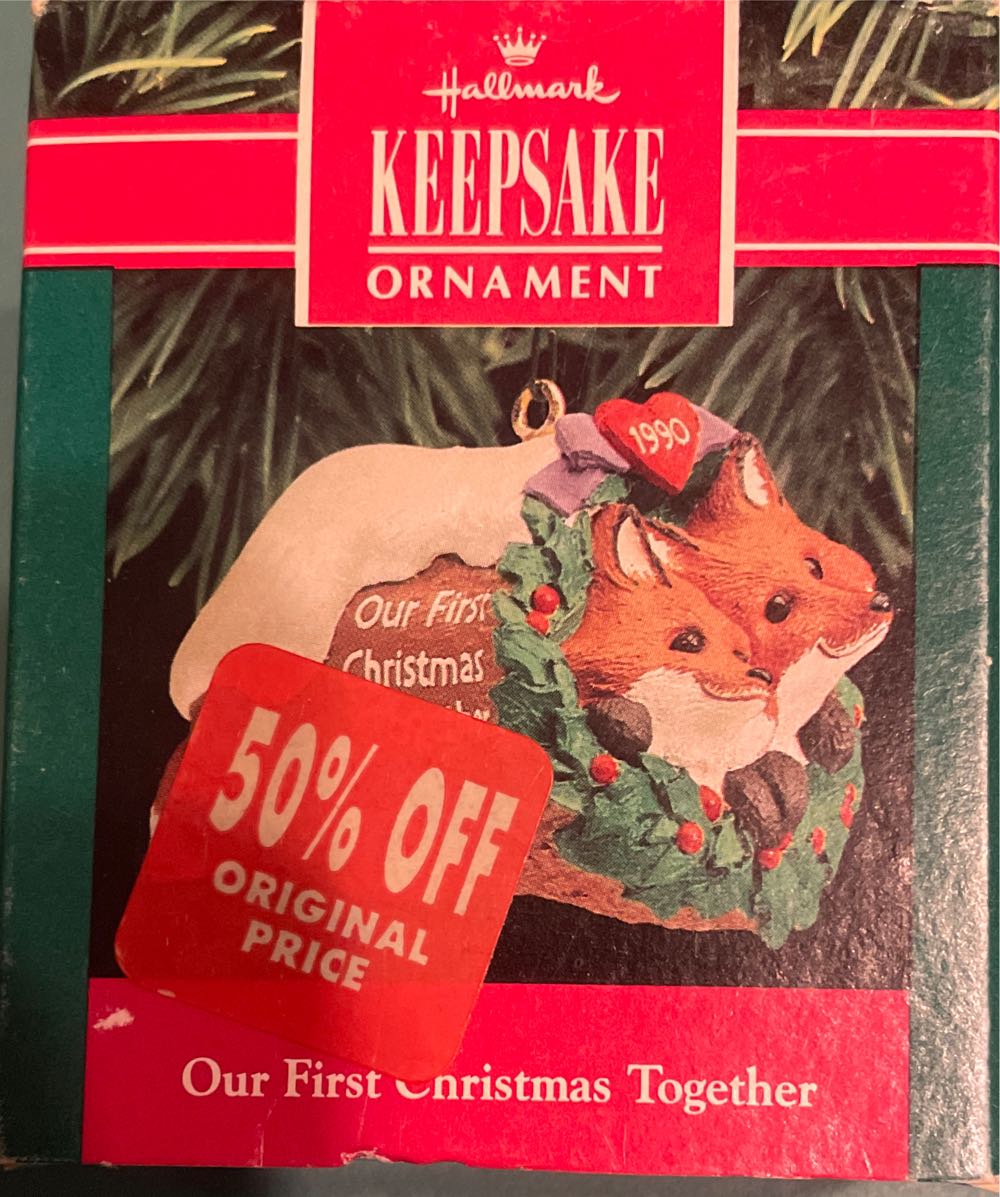 Hallmark
KEEPSAKE
ORNAMENT
1990
Our First
Christmas
50% OFF
ORIGINAL
PRICE
Our First Christmas Together